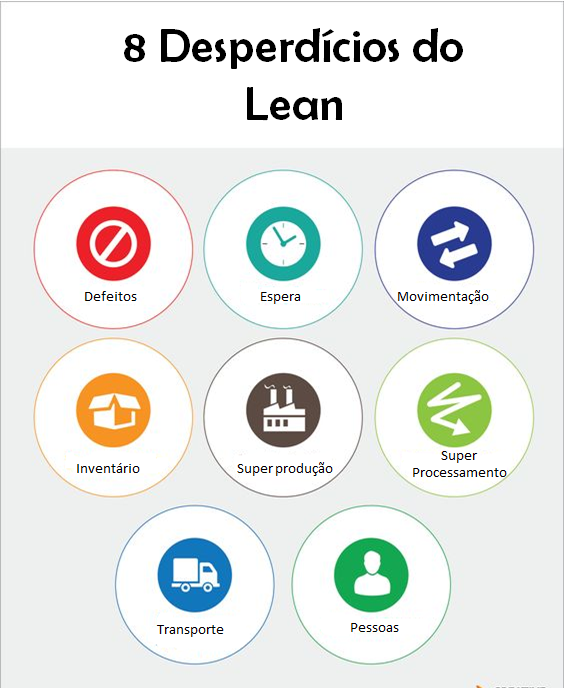 8 Desperdícios do
Lean
Defeitos
Espera
Movimentação
Inventário
Super produção
Super
Processamento
Transporte
Pessoas